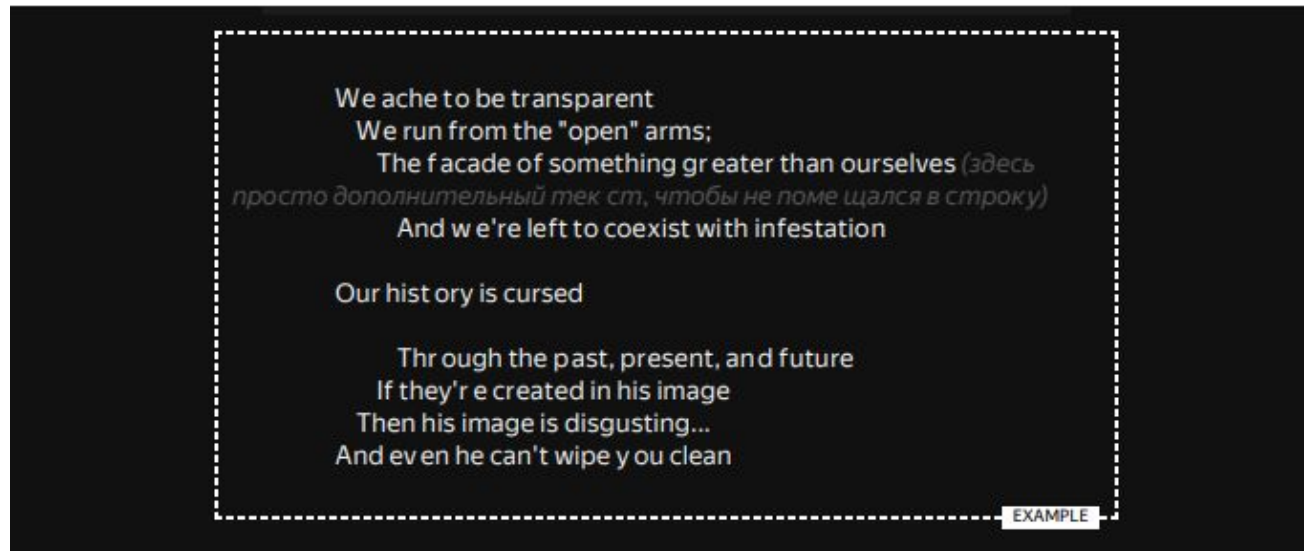 We ache to be transparent
We run from the "open" arms;
The facade of something greater than ourselves (здесь
просто дополнительный текст, чтобы не помещался в строку)
And we're left to coexist with infestation
Our history is cursed
Through the past, present, and future
If they're created in his image
Then his image is disgusting...
And even he can't wipe you clean
EXAMPLE